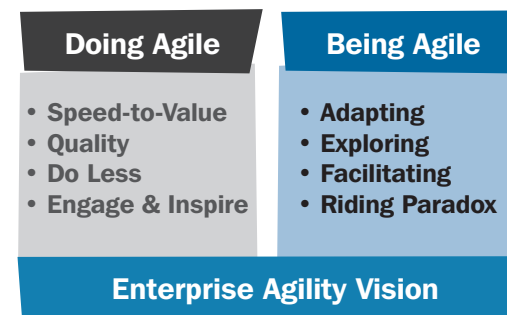 Doing Agile
• Speed-to-Value
• Quality
• Do Less
• Engage & Inspire
Being Agile
• Adapting
• Exploring
• Facilitating
• Riding Paradox
Enterprise Agility Vision